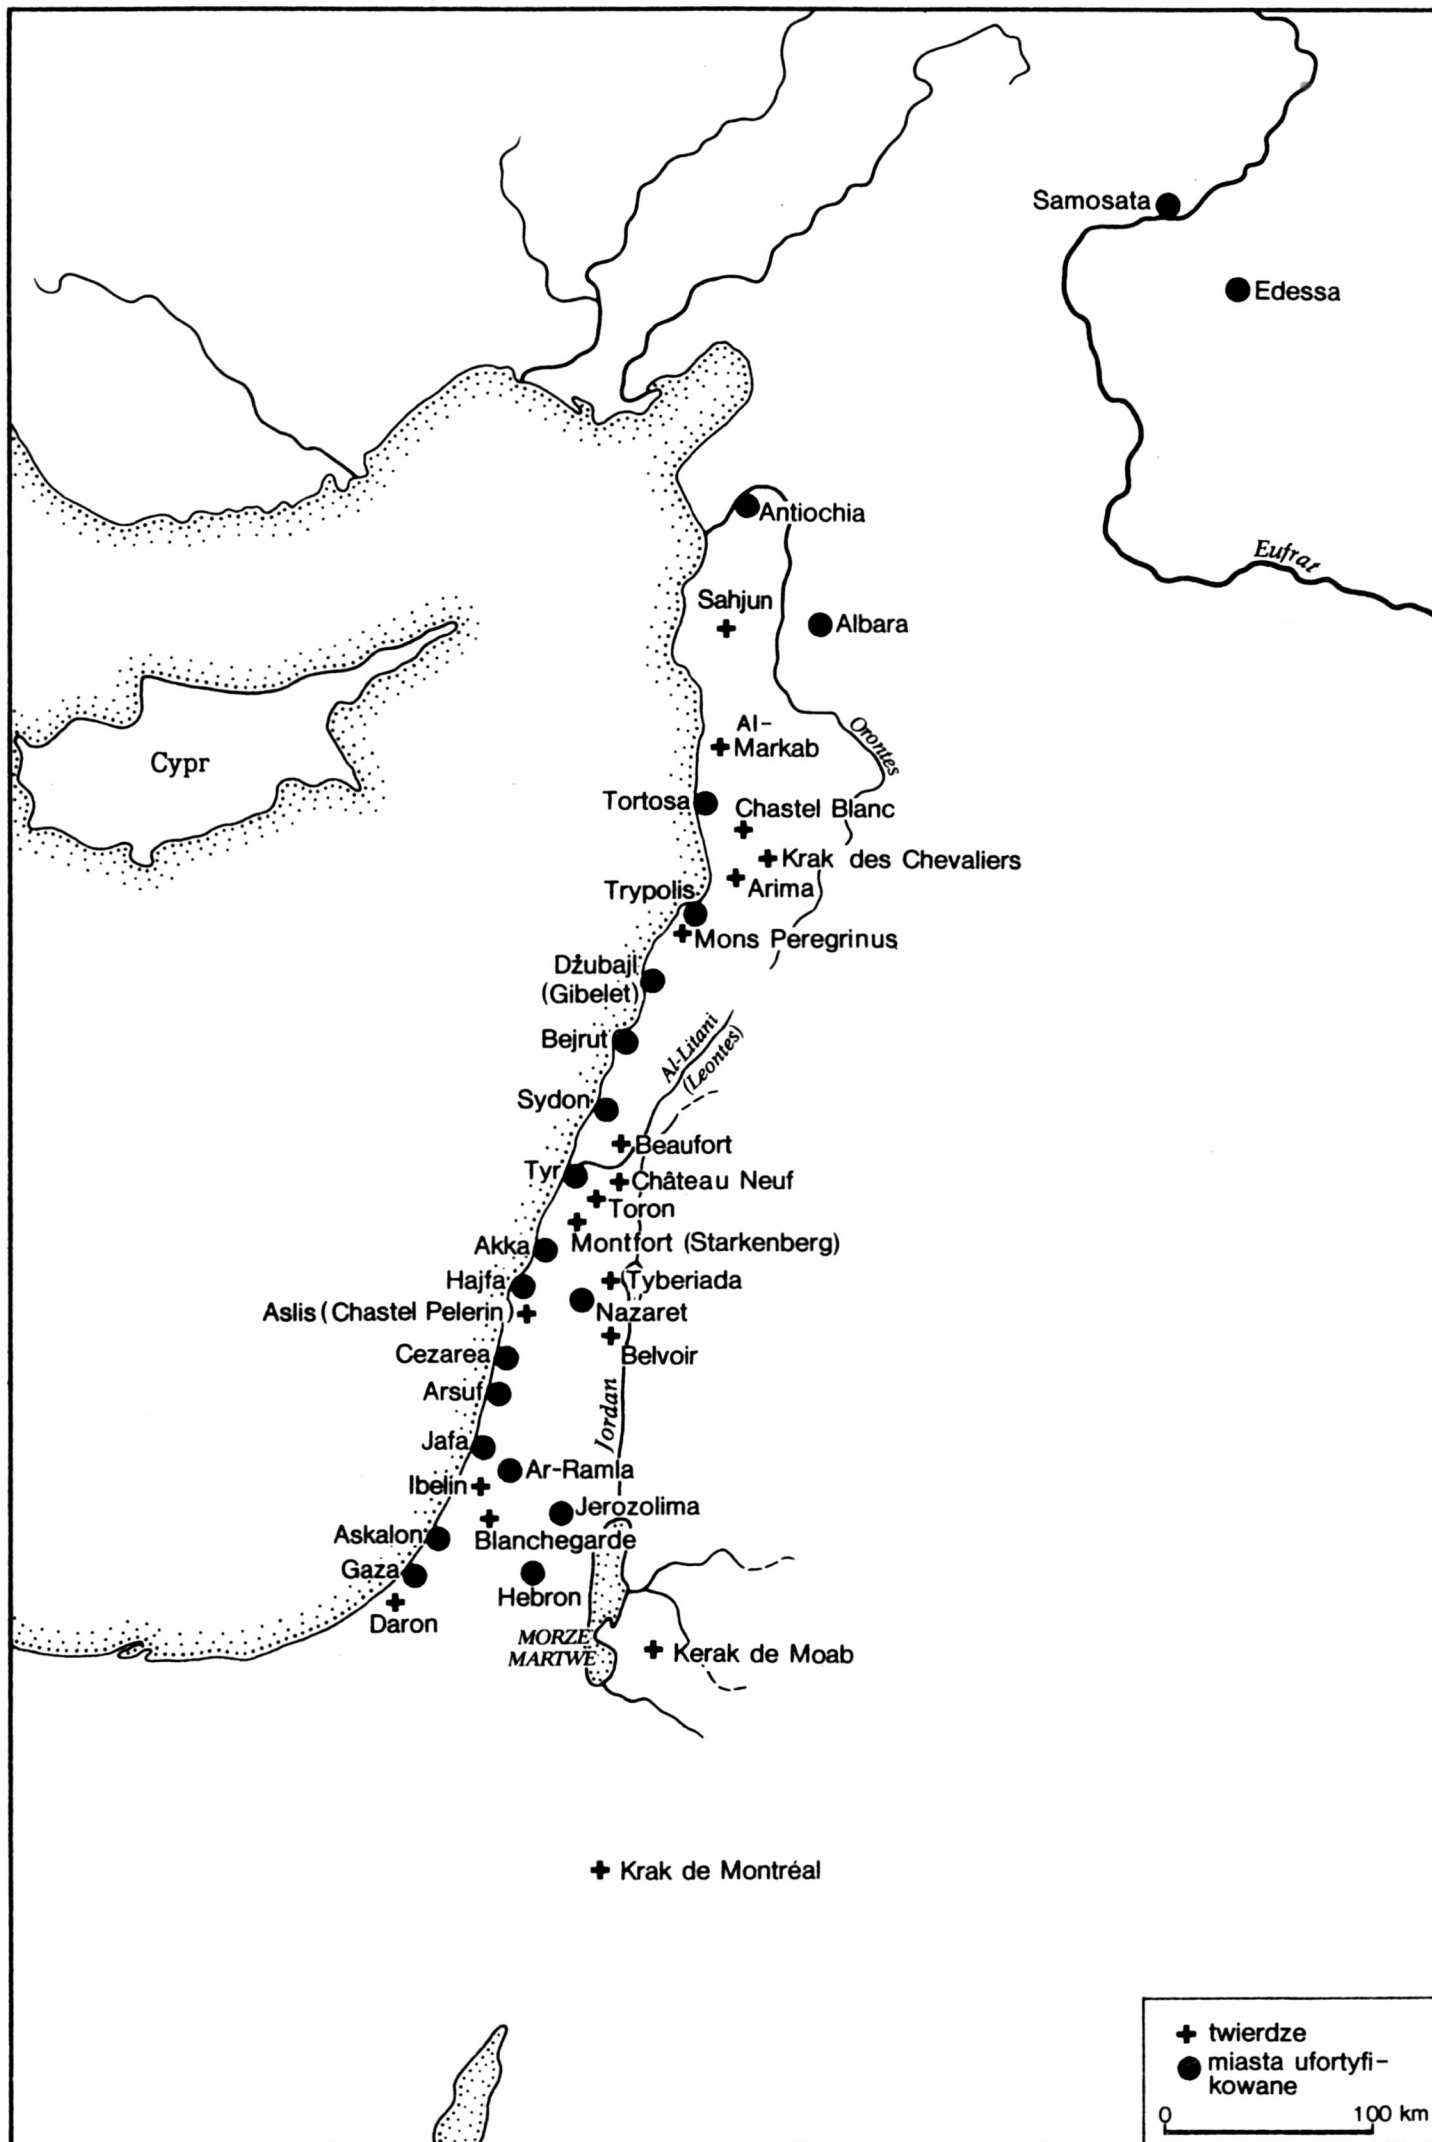 Samosata
Edessa
Antiochia
Eufrat
Sahjun
Albara
Al-
Markab
Orontes
Cypr
Tortosa
Chastel Blanc
Krak des Chevaliers
Trypolis
Arima
Mons Peregrinus
Dżubajl
(Gibelet)
Bejrut
Al-Litani
(Leontes)
Sydon
Beaufort
Tyr
Château Neuf
Toron
Akka
Montfort (Starkenberg)
Hajfa
Tyberiada
Aslis (Chastel Pelerin)
Nazaret
Cezarea
Belvoir
Arsuf
Jordan
Jafa
Ar-Ramla
Ibelin
Jerozolima
Askalon
Blanchegarde
Gaza
Hebron
Daron
MORZE
MARTWE
Kerak de Moab
Krak de Montréal
twierdze
miasta ufortyfi-
kowane
0 100 km